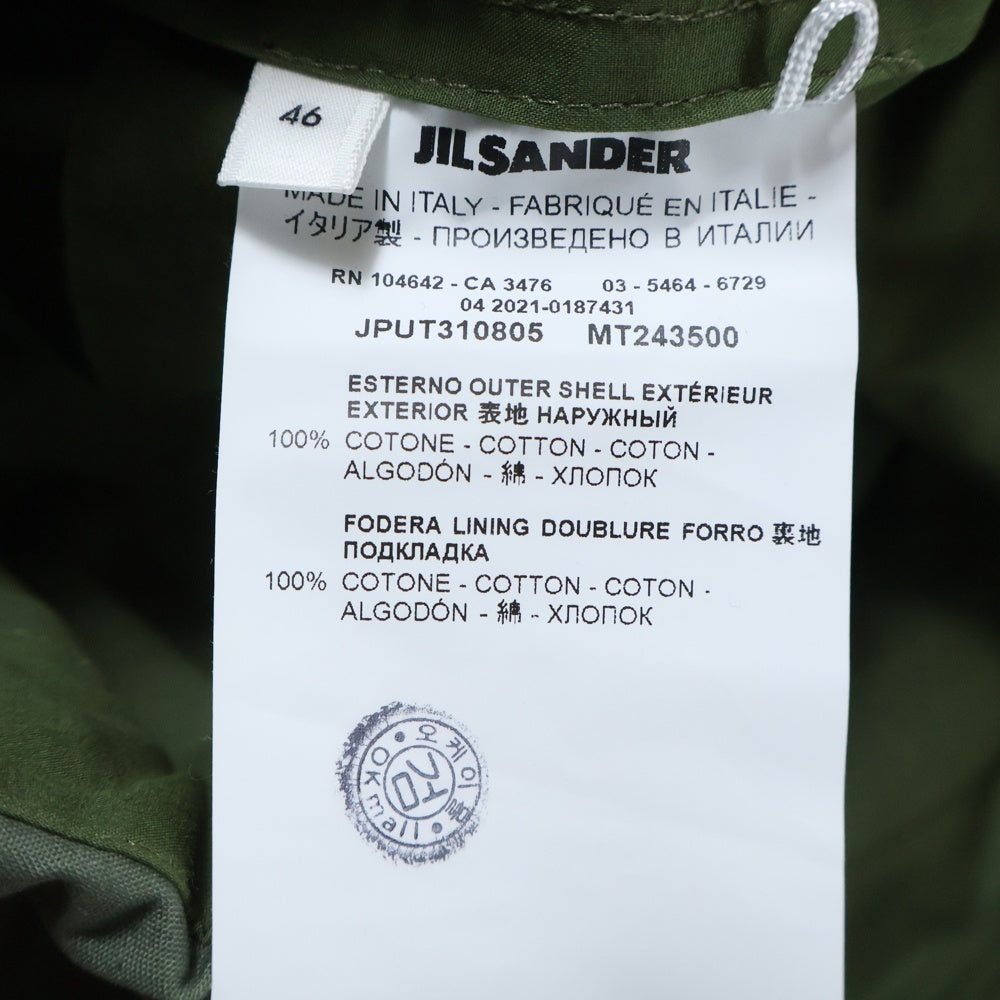 46
JIL SANDER
MADE IN ITALY - FABRIQUÉ EN ITALIE -
イタリア製 - ПРОИЗВЕДЕНО В ИТАЛИИ
RN 104642 - CA 3476 03 - 5464 - 6729
04 2021-0187431
JPUT310805 MT243500
ESTERNO OUTER SHELL EXTÉRIEUR
EXTERIOR 表地 НАРУЖНЫЙ
100% COTONE - COTTON - COTON -
ALGODÓN - 綿 - ХЛОПОК
FODERA LINING DOUBLURE FORRO 裏地
ПОДКЛАДКА
100% COTONE - COTTON - COTON -
ALGODÓN - 綿 - ХЛОПОК
오케이몰
검
OKmall